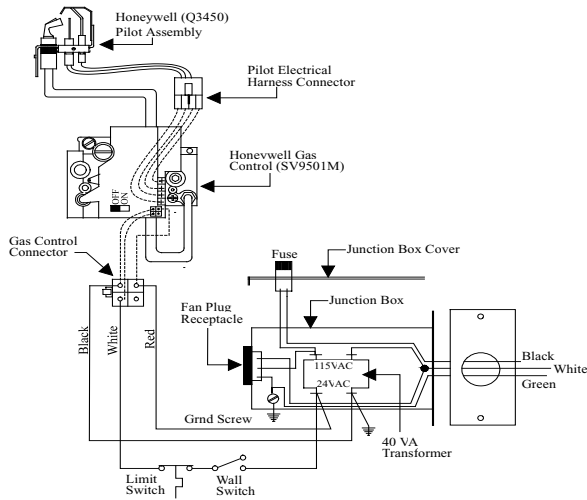 Honeywell (Q3450)
Pilot Assembly
Pilot Electrical
Harness Connector
Honeywell Gas
Control (SV9501M)
OFF
ON
Gas Control
Connector
Fuse
Junction Box Cover
Fan Plug
Receptacle
Junction Box
Black
White
Red
115VAC
24VAC
Black
White
Green
Grnd Screw
40 VA
Transformer
Limit
Switch
Wall
Switch